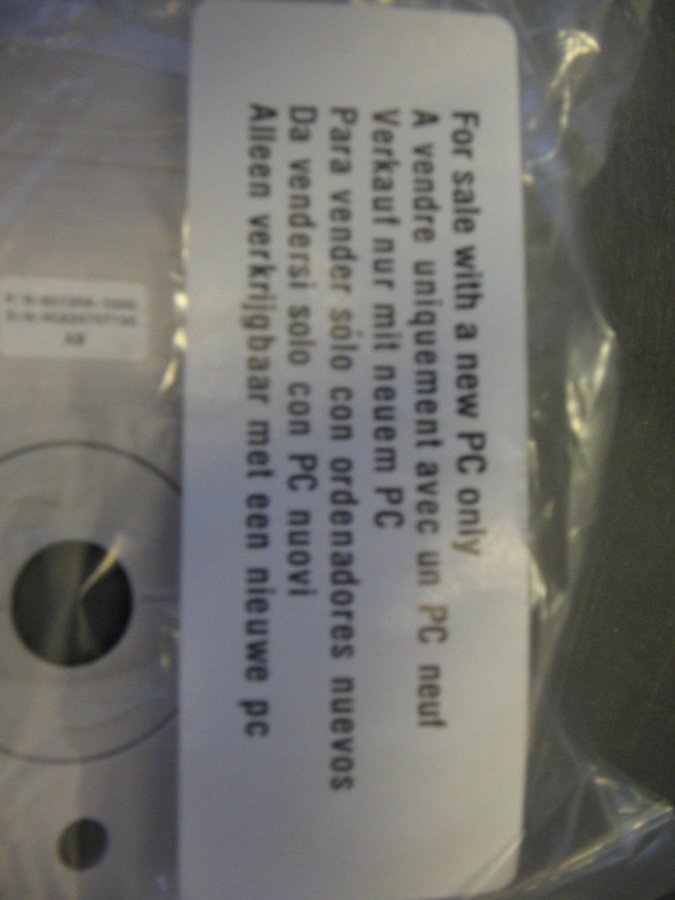 For sale with a new PC only
A vendre uniquement avec un PC neuf
Verkauf nur mit neuem PC
Para vender sólo con ordenadores nuevos
Da vendersi solo con PC nuovi
Alleen verkrijgbaar met een nieuwe pc